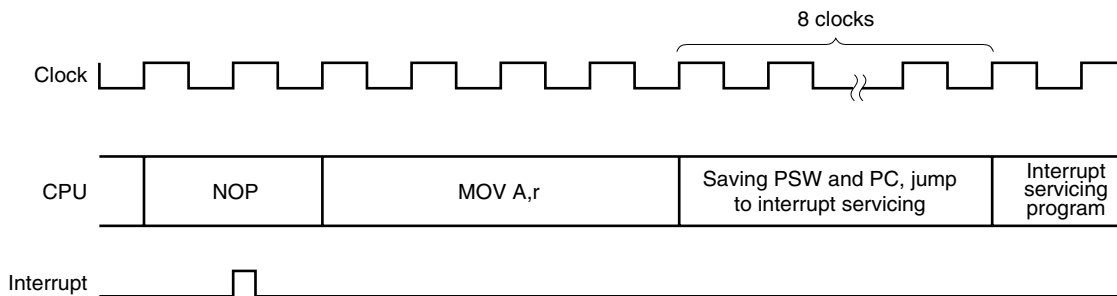 8 clocks
Clock
CPU
NOP
MOV A,r
Saving PSW and PC, jump
to interrupt servicing
Interrupt
servicing
program
Interrupt